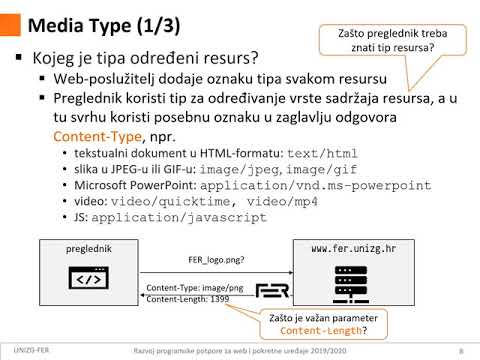 Media Type (1/3)
Zašto preglednik treba
znati tip resursa?
Kojeg je tipa određeni resurs?
Web-poslužitelj dodaje oznaku tipa svakom resursu
Preglednik koristi tip za određivanje vrste sadržaja resursa, a u
tu svrhu koristi posebnu oznaku u zaglavlju odgovora
Content-Type, npr.
tekstualni dokument u HTML-formatu: text/html
slika u JPEG-u ili GIF-u: image/jpeg, image/gif
Microsoft PowerPoint: application/vnd.ms-powerpoint
video: video/quicktime, video/mp4
JS: application/javascript
preglednik
www.fer.unizg.hr
FER_logo.png?
Content-Type: image/png
Content-Length: 1399
FER
Zašto je važan parameter
Content-Length?
UNIZG-FER
Razvoj programske potpore za web i pokretne uređaje 2019/2020
8